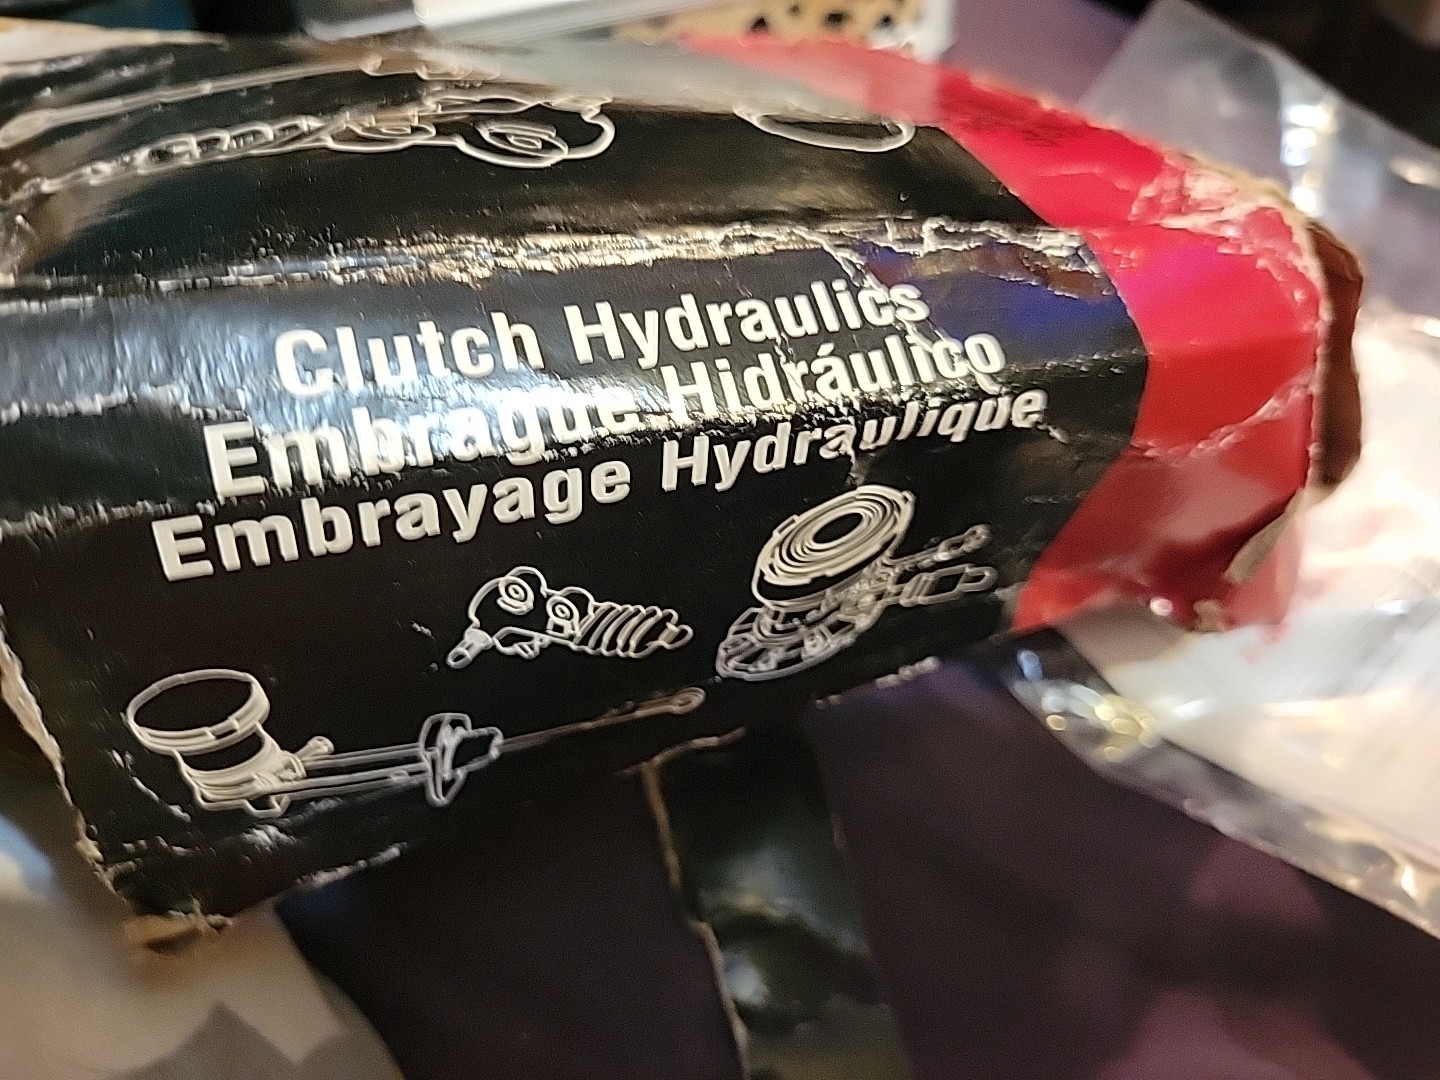 Clutch Hydraulics
Embrague Hidráulico
Embrayage Hydraulique